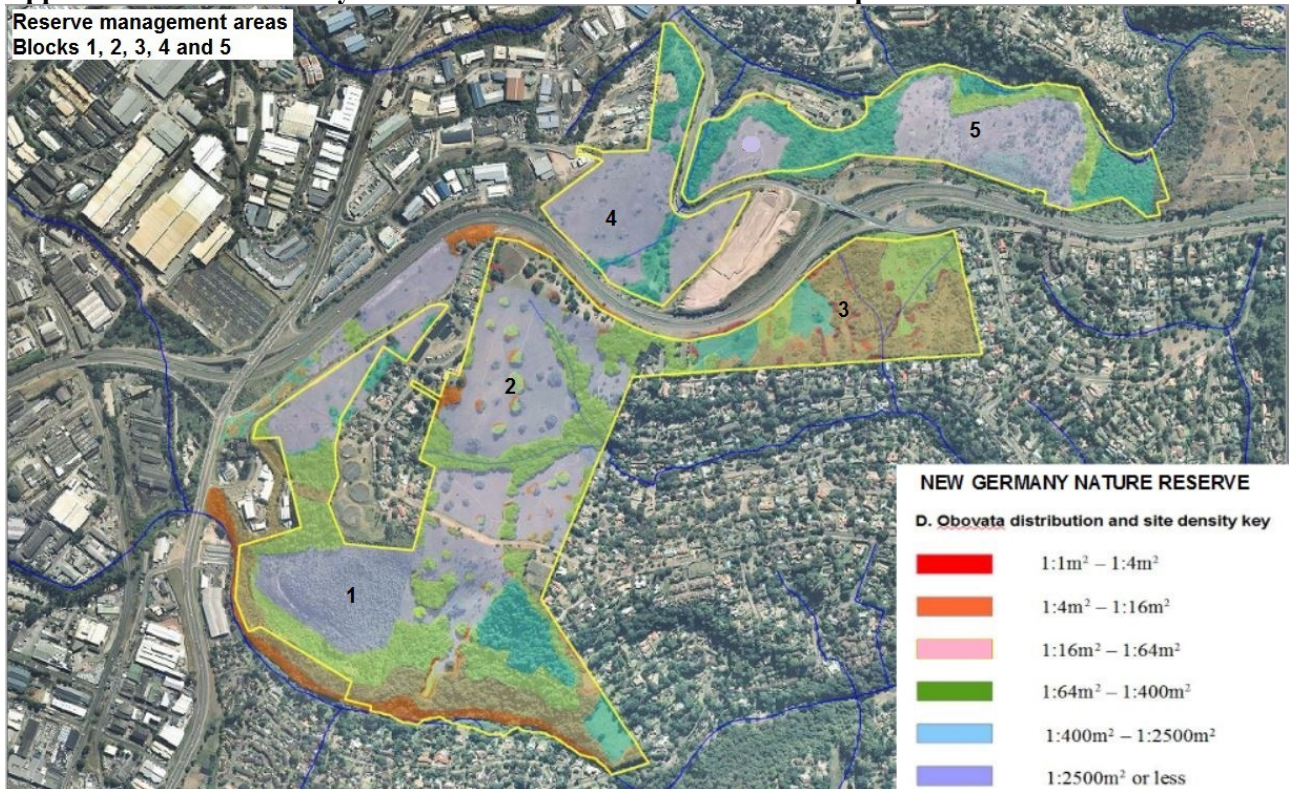 Reserve management areas
Blocks 1, 2, 3, 4 and 5
5
4
3
2
1
NEW GERMANY NATURE RESERVE
D. Obovata distribution and site density key
1:1m² – 1:4m²
1:4m² – 1:16m²
1:16m² – 1:64m²
1:64m² – 1:400m²
1:400m² – 1:2500m²
1:2500m² or less